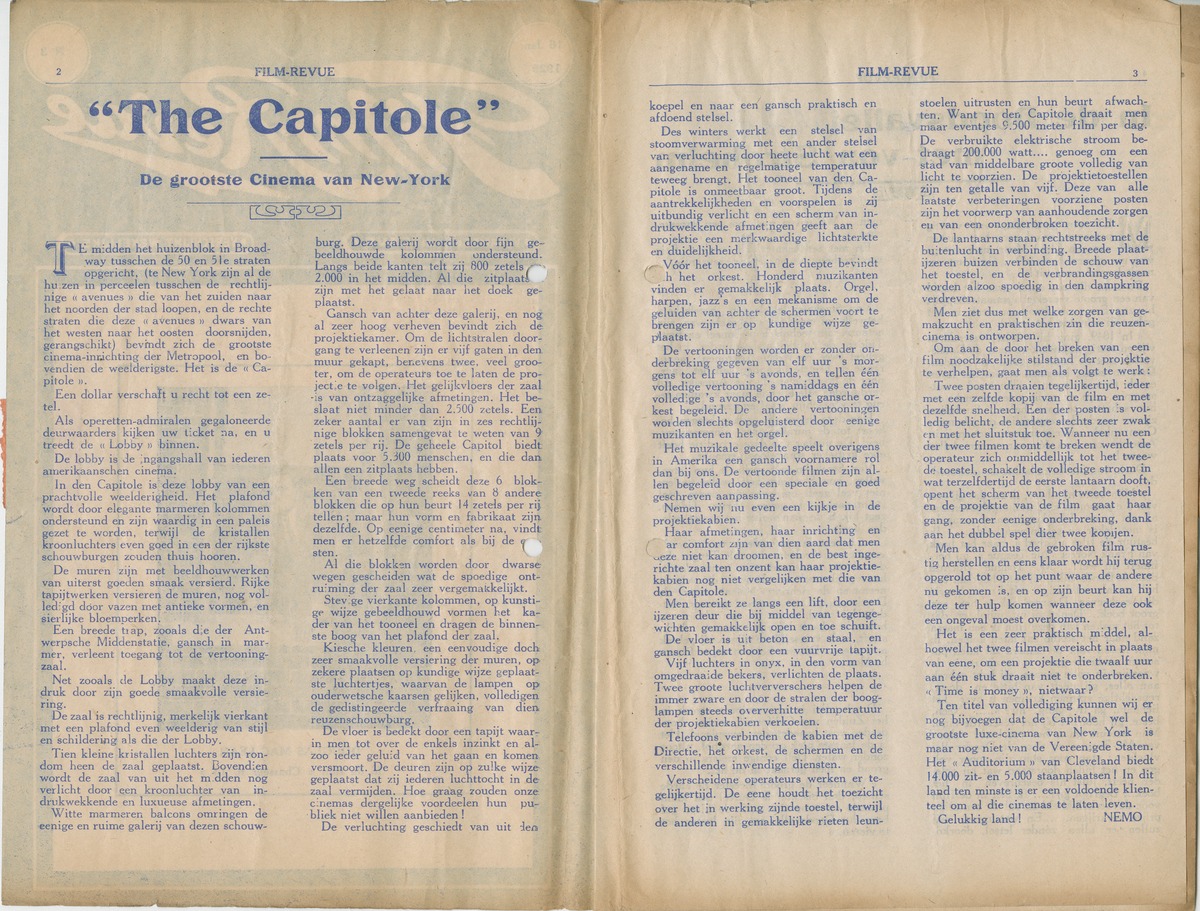 2
FILM-REVUE
“The Capitole”
De grootste Cinema van New-York
TE midden het huizenblok in Broad-
way tusschen de 50 en 51e straten
opgericht, (te New York zijn al de
huizen in perceelen tusschen de rechtlij-
nige « avenues » die van het zuiden naar
het noorden der stad loopen, en de rechte
straten die deze « avenues » dwars van
het westen naar het oosten doorsnijden,
gerangschikt) bevindt zich de grootste
cinema-inrichting der Metropool, en bo-
vendien de weelderigste. Het is de « Ca-
pitole ».
Een dollar verschaft u recht tot een ze-
tel.
Als operetten-admiralen gegaloneerde
deurwaarders kijken uw ticket na, en u
treedt de « Lobby » binnen.
De lobby is de ingangshall van iederen
amerikaanschen cinema.
In den Capitole is deze lobby van een
prachtvolle weelderigheid. Het plafond
wordt door elegante marmeren kolommen
ondersteund en zijn waardig in een paleis
gezet te worden, terwijl de kristallen
kroonluchters even goed in een der rijkste
schouwburgen zouden thuis hooren.
De muren zijn met beeldhouwwerken
van uiterst goeden smaak versierd. Rijke
tapijtwerken versieren de muren, nog vol-
ledigd door vazen met antieke vormen, en
sierlijke bloemperken.
Een breede trap, zooals die der Ant-
werpsche Middenstatie, gansch in mar-
mer, verleent toegang tot de vertooning-
zaal.
Net zooals de Lobby maakt deze in-
druk door zijn goede smaakvolle versie-
ring.
De zaal is rechtlijnig, merkelijk vierkant
met een plafond even weelderig van stijl
en schildering als die der Lobby.
Tien kleine kristallen luchters zijn ron-
dom heen de zaal geplaatst. Bovendien
wordt de zaal van uit het midden nog
verlicht door een kroonluchter van in-
drukwekkende en luxueuse afmetingen.
Witte marmeren balcons omringen de
eenige en ruime galerij van dezen schouw-
burg. Deze galerij wordt door fijn ge-
beeldhouwde kolommen ondersteund.
Langs beide kanten telt zij 800 zetels
2.000 in het midden. Al die zitplaats
zijn met het gelaat naar het doek ge-
plaatst.
Gansch van achter deze galerij, en nog
al zeer hoog verheven bevindt zich de
projektiekamer. Om de lichtstralen door-
gang te verleenen zijn er vijf gaten in den
muur gekapt, benevens twee, veel groo-
ter, om de operateurs toe te laten de pro-
jectie te volgen. Het gelijkvloers der zaal
is van ontzaggelijke afmetingen. Het be-
slaat niet minder dan 2.500 zetels. Een
zeker aantal er van zijn in zes rechtlij-
nige blokken samengevat te weten van 9
zetels per rij. De geheele Capitol biedt
plaats voor 5.300 menschen, en die dan
allen een zitplaats hebben.
Een breede weg scheidt deze 6 blok-
ken van een tweede reeks van 8 andere
blokken die op hun beurt 14 zetels per rij
tellen; maar hun vorm en fabrikaat zijn
dezelfde. Op eenige centimeter na, vindt
men er hetzelfde comfort als bij de
sten.
Al die blokken worden door dwarse
wegen gescheiden wat de spoedige ont-
ruiming der zaal zeer vergemakkelijkt.
Stevige vierkante kolommen, op kunsti-
ge wijze gebeeldhouwd vormen het ka-
der van het tooneel en dragen de binnen-
ste boog van het plafond der zaal.
Kiesche kleuren, een eenvoudige doch
zeer smaakvolle versiering der muren, op
zekere plaatsen op kundige wijze geplaat-
ste luchtertjes, waarvan de lampen op
ouderwetsche kaarsen gelijken, volledigen
de gedistingeerde verfraaing van dien
reuzenschouwburg.
De vloer is bedekt door een tapijt waar-
in men tot over de enkels inzinkt en al-
zoo ieder geluid van het gaan en komen
versmoort. De deuren zijn op zulke wijze
geplaatst dat zij iederen luchttocht in de
zaal vermijden. Hoe graag zouden onze
cinemas dergelijke voordeelen hun pu-
bliek niet willen aanbieden!
De verluchting geschiedt van uit den
FILM-REVUE
3
koepel en naar een gansch praktisch en
afdoend stelsel.
Des winters werkt een stelsel van
stoomverwarming met een ander stelsel
van verluchting door heete lucht wat een
aangename en regelmatige temperatuur
teweeg brengt. Het tooneel van den Ca-
pitole is onmeetbaar groot. Tijdens de
aantrekkelijkheden en voorspelen is zij
uitbundig verlicht en een scherm van in-
drukwekkende afmetingen geeft aan de
projektie een merkwaardige lichtsterkte
en duidelijkheid.
Vóór het tooneel, in de diepte bevindt
h het orkest. Honderd muzikanten
vinden er gemakkelijk plaats. Orgel,
harpen, jazz's en een mekanisme om de
geluiden van achter de schermen voort te
brengen zijn er op kundige wijze ge-
plaatst.
De vertooningen worden er zonder on-
derbreking gegeven van elf uur 's mor-
gens tot elf uur 's avonds, en tellen één
volledige vertooning 's namiddags en één
volledige 's avonds, door het gansche or-
kest begeleid. De andere vertooningen
worden slechts opgeluisterd door eenige
muzikanten en het orgel.
Het muzikale gedeelte speelt overigens
in Amerika een gansch voornamere rol
dan bij ons. De vertoonde filmen zijn al-
len begeleid door een speciale en goed
geschreven aanpassing.
Nemen wij nu even een kijkje in de
projektiekabien.
Haar afmetingen, haar inrichting en
ar comfort zijn van dien aard dat men
deze niet kan droomen, en de best inge-
richte zaal ten onzent kan haar projektie-
kabien nog niet vergelijken met die van
den Capitole.
Men bereikt ze langs een lift, door een
ijzeren deur die bij middel van tegenge-
wichten gemakkelijk open en toe schuift.
De vloer is uit beton en staal, en
gansch bedekt door een vuurvrije tapijt.
Vijf luchters in onyx, in den vorm van
omgedraaide bekers, verlichten de plaats.
Twee groote luchtververschers helpen de
immer zware en door de stralen der boog-
lampen steeds oververhitte temperatuur
der projektiekabien verkoelen.
Telefoons verbinden de kabien met de
Directie, het orkest, de schermen en de
verschillende inwendige diensten.
Verscheidene operateurs werken er te-
gelijkertijd. De eene houdt het toezicht
over het in werking zijnde toestel, terwijl
de anderen in gemakkelijke rieten leun-
stoelen uitrusten en hun beurt afwach-
ten. Want in den Capitole draait men
maar eventjes 9.500 meter film per dag.
De verbruikte elektrische stroom be-
draagt 200.000 watt.... genoeg om een
stad van middelbare groote volledig van
licht te voorzien. De projektietoestellen
zijn ten getalle van vijf. Deze van alle
laatste verbeteringen voorziene posten
zijn het voorwerp van aanhoudende zorgen
en van een ononderbroken toezicht.
De lantaarns staan rechtstreeks met de
buitenlucht in verbinding. Breede plaat-
ijzeren buizen verbinden de schouw van
het toestel, en de verbrandingsgassen
worden alzoo spoedig in den dampkring
verdreven.
Men ziet dus met welke zorgen van ge-
makzucht en praktischen zin die reuzen-
cinema is ontworpen.
Om aan de door het breken van een
film noodzakelijke stilstand der projektie
te verhelpen, gaat men als volgt te werk:
Twee posten draaien tegelijkertijd, ieder
met een zelfde kopij van de film en met
dezelfde snelheid. Een der posten is vol-
ledig belicht, de andere slechts zeer zwak
en met het sluitstuk toe. Wanneer nu een
der twee filmen komt te breken wendt de
operateur zich onmiddellijk tot het twee-
de toestel, schakelt de volledige stroom in
wat terzelfdertijd de eerste lantaarn dooft,
opent het scherm van het tweede toestel
en de projektie van de film gaat haar
gang, zonder eenige onderbreking, dank
aan het dubbel spel dier twee kopijen.
Men kan aldus de gebroken film rus-
tig herstellen en eens klaar wordt hij terug
opgerold tot op het punt waar de andere
nu gekomen is, en op zijn beurt kan hij
deze ter hulp komen wanneer deze ook
een ongeval moest overkomen.
Het is een zeer praktisch middel, al-
hoewel het twee filmen vereischt in plaats
van eene, om een projektie die twaalf uur
aan één stuk draait niet te onderbreken.
« Time is money », nietwaar?
Ten titel van vollediging kunnen wij er
nog bijvoegen dat de Capitole wel de
grootste luxe-cinema van New York is
maar nog niet van de Vereenigde Staten.
Het « Auditorium » van Cleveland biedt
14.000 zit- en 5.000 staanplaatsen! In dit
land ten minste is er een voldoende klien-
teel om al die cinemas te laten leven.
Gelukkig land! NEMO